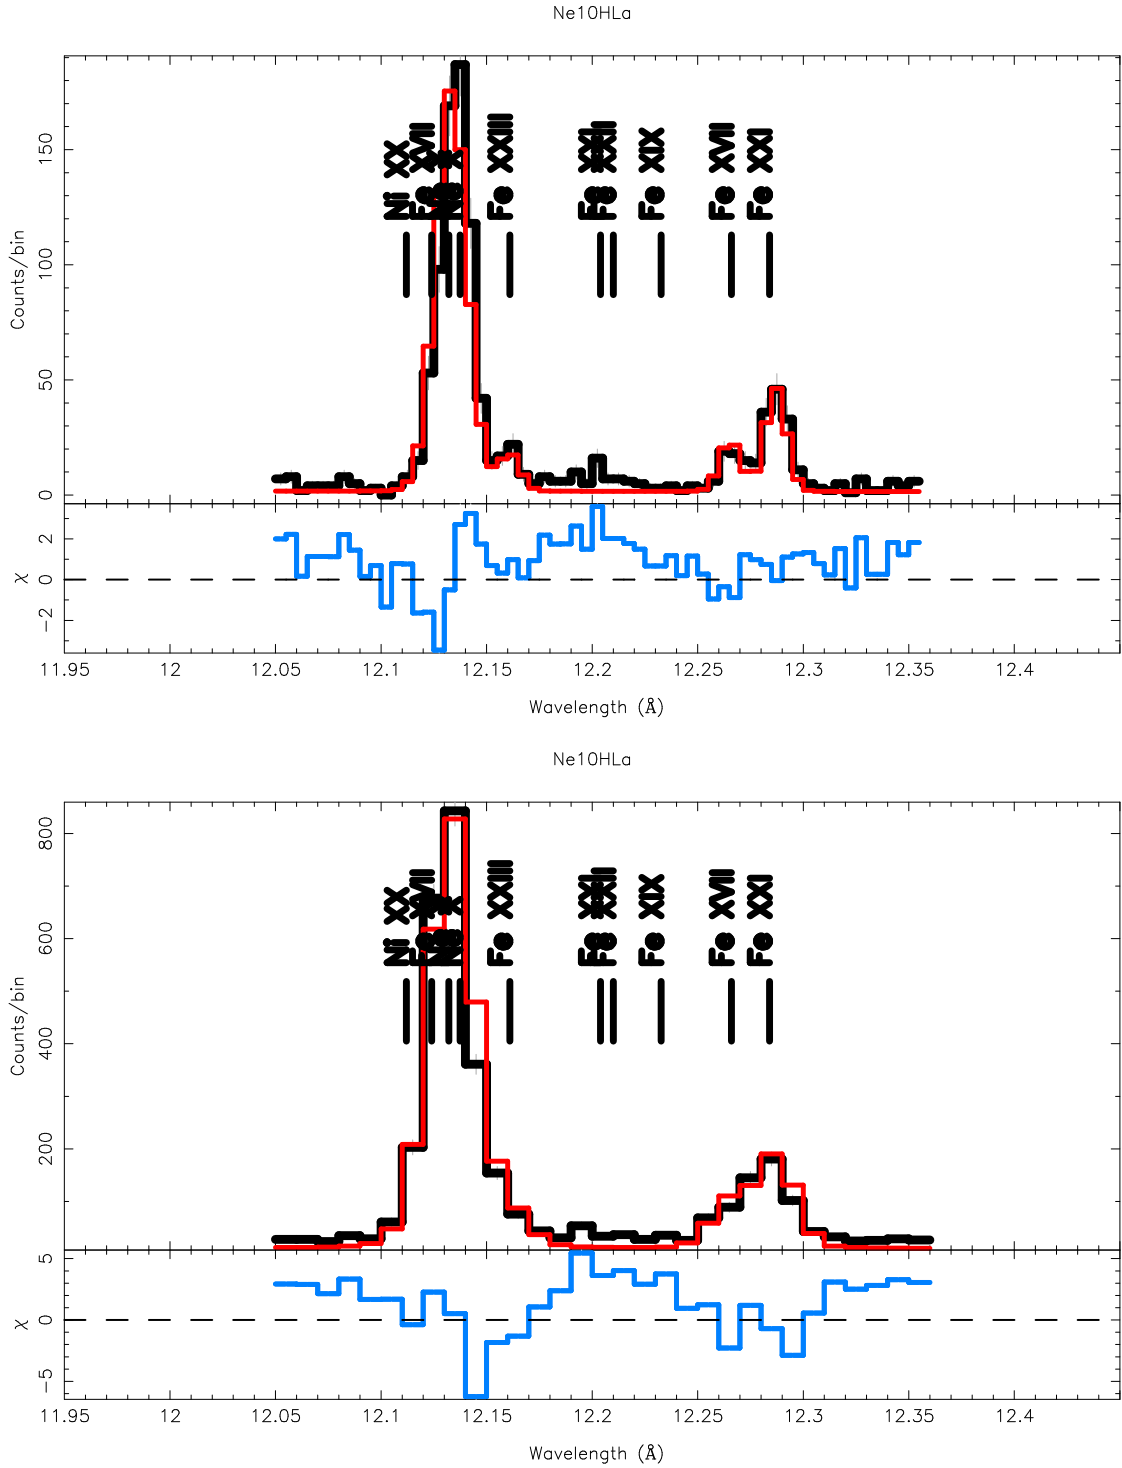 Ne10HLa
Counts/bin
150
100
50
0
Ni XX
Fe XXIII
Fe XIX
Fe XVII
Fe XXI
χ
2
0
−2
11.95 12 12.05 12.1 12.15 12.2 12.25 12.3 12.35 12.4
Wavelength (Å)
Ne10HLa
Counts/bin
800
600
400
200
Ni XX
Fe XXIII
Fe XIX
Fe XVII
Fe XXI
χ
5
0
−5
11.95 12 12.05 12.1 12.15 12.2 12.25 12.3 12.35 12.4
Wavelength (Å)